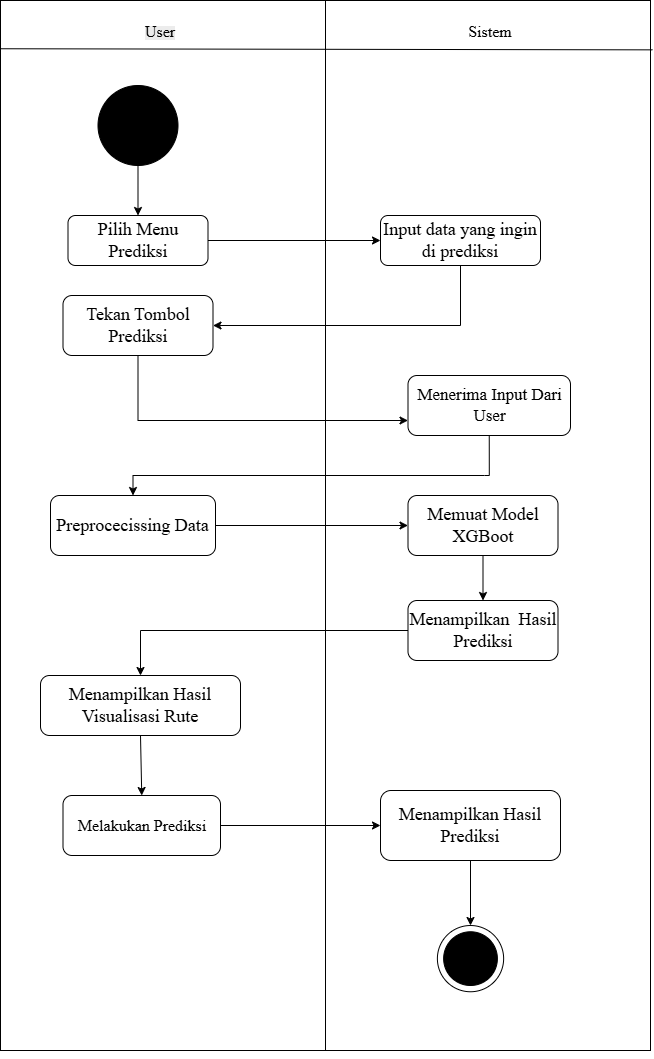 User
Sistem
Pilih Menu
Prediksi
Input data yang ingin
di prediksi
Tekan Tombol
Prediksi
Menerima Input Dari
User
Preprocecissing Data
Memuat Model
XGBoot
Menampilkan  Hasil
Prediksi
Menampilkan Hasil
Visualisasi Rute
Melakukan Prediksi
Menampilkan Hasil
Prediksi